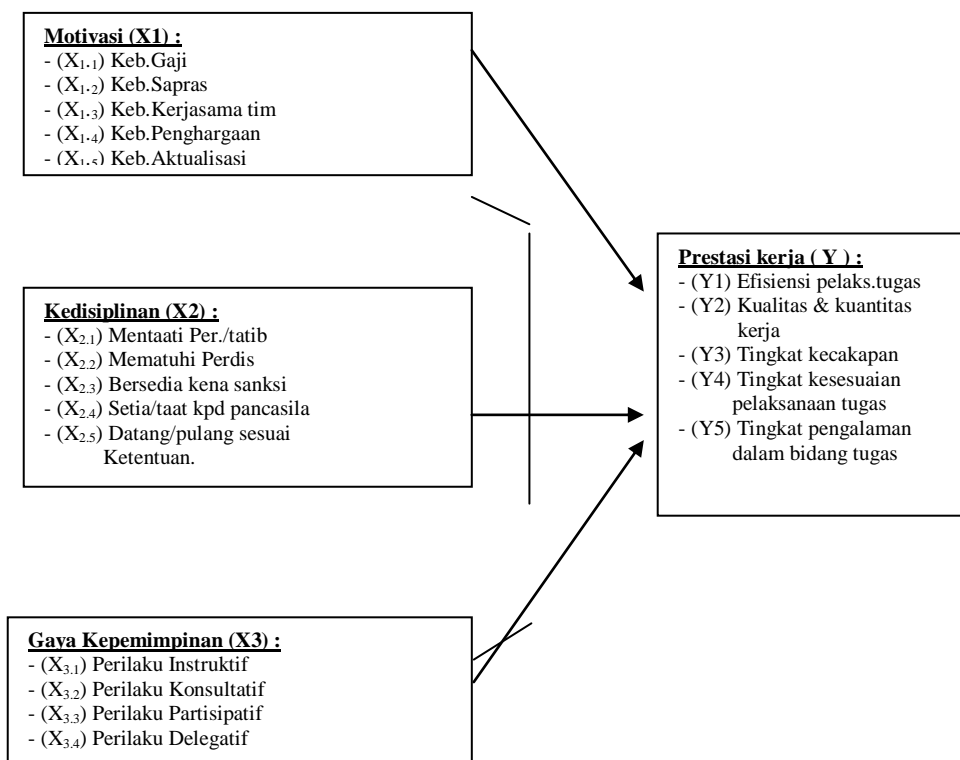 Motivasi (X1) :
- (X₁.₁) Keb.Gaji
- (X₁.₂) Keb.Sapras
- (X₁.₃) Keb.Kerjasama tim
- (X₁.₄) Keb.Penghargaan
- (X₁.₅) Keb.Aktualisasi
Prestasi kerja ( Y ) :
- (Y1) Efisiensi pelaks.tugas
- (Y2) Kualitas & kuantitas
kerja
- (Y3) Tingkat kecakapan
- (Y4) Tingkat kesesuaian
pelaksanaan tugas
- (Y5) Tingkat pengalaman
dalam bidang tugas
Kedisiplinan (X2) :
- (X₂.₁) Mentaati Per./tatib
- (X₂.₂) Mematuhi Perdis
- (X₂.₃) Bersedia kena sanksi
- (X₂.₄) Setia/taat kpd pancasila
- (X₂.₅) Datang/pulang sesuai
Ketentuan.
Gaya Kepemimpinan (X3) :
- (X₃.₁) Perilaku Instruktif
- (X₃.₂) Perilaku Konsultatif
- (X₃.₃) Perilaku Partisipatif
- (X₃.₄) Perilaku Delegatif